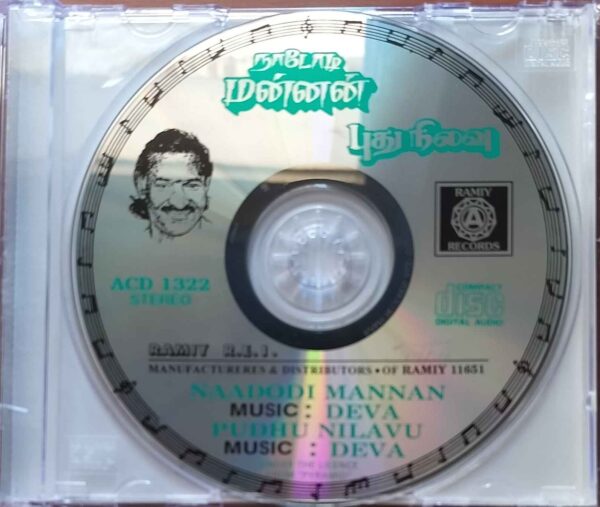 நாடோடி
மன்னன்
புது நிலவு
RAMIY
A
RECORDS
ACD 1322
STEREO
COMPACT
disc
DIGITAL AUDIO
RAMIY R.E.I.
MANUFACTURERES & DISTRIBUTORS • OF RAMIY 11651
NAADODI MANNAN
MUSIC : DEVA
PUDHU NILAVU
MUSIC : DEVA